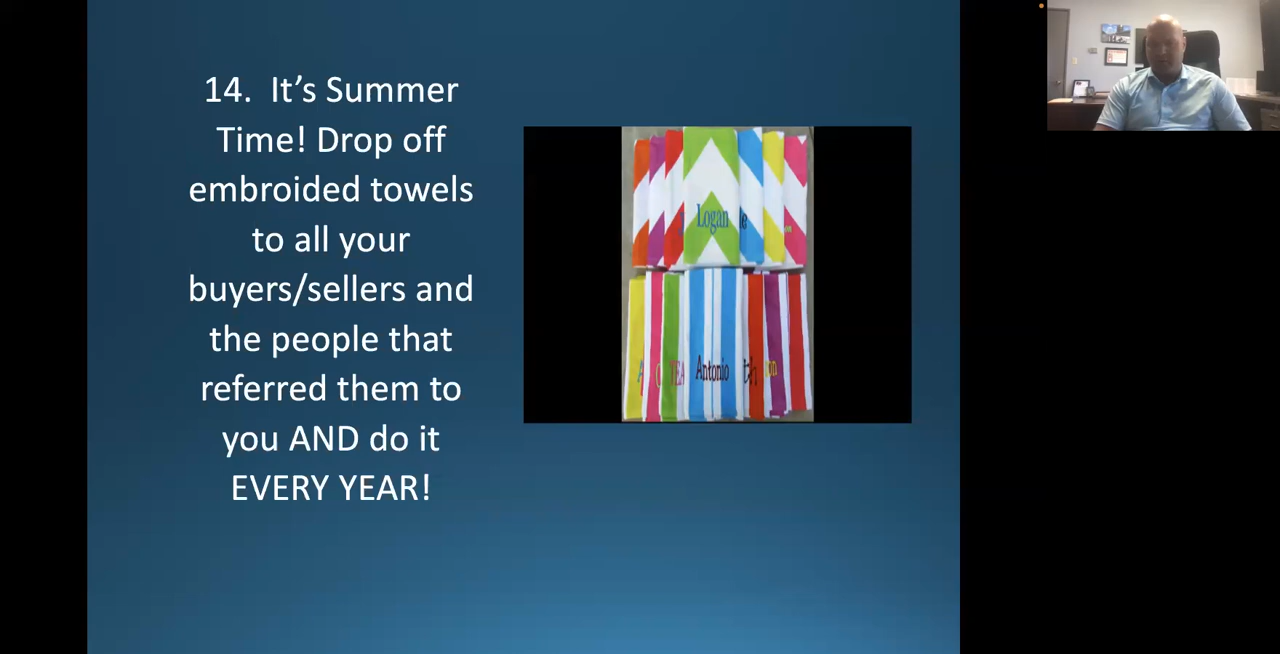 14. It’s Summer
Time! Drop off
embroided towels
to all your
buyers/sellers and
the people that
referred them to
you AND do it
EVERY YEAR!
Logan
Antonio